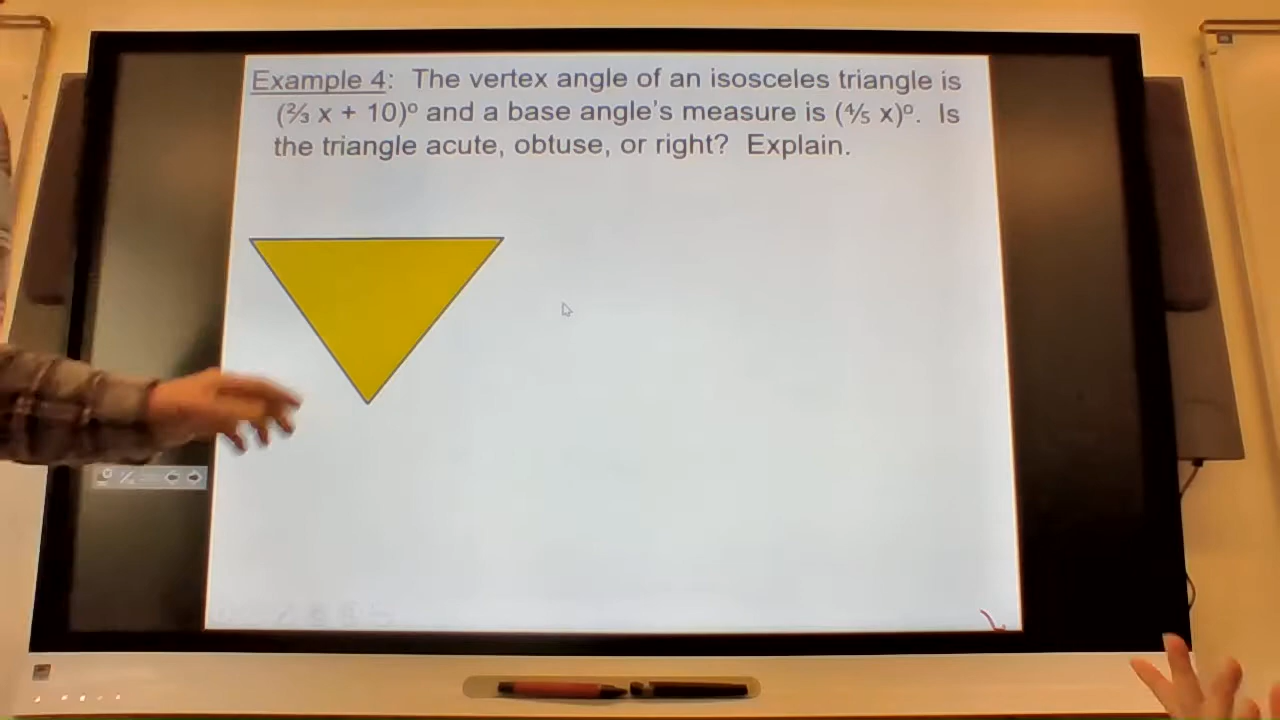 Example 4:  The vertex angle of an isosceles triangle is
(⅔ x + 10)º and a base angle's measure is (⅘ x)º.  Is
the triangle acute, obtuse, or right?  Explain.